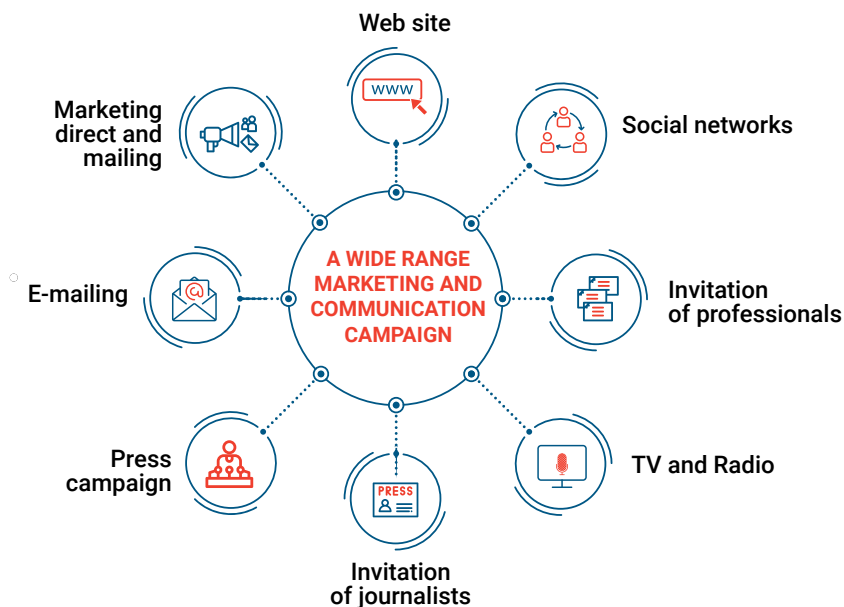 Web site
WWW
Marketing
direct and
mailing
Social networks
A WIDE RANGE
MARKETING AND
COMMUNICATION
CAMPAIGN
E-mailing
@
Invitation
of professionals
Press
campaign
TV and Radio
PRESS
Invitation
of journalists